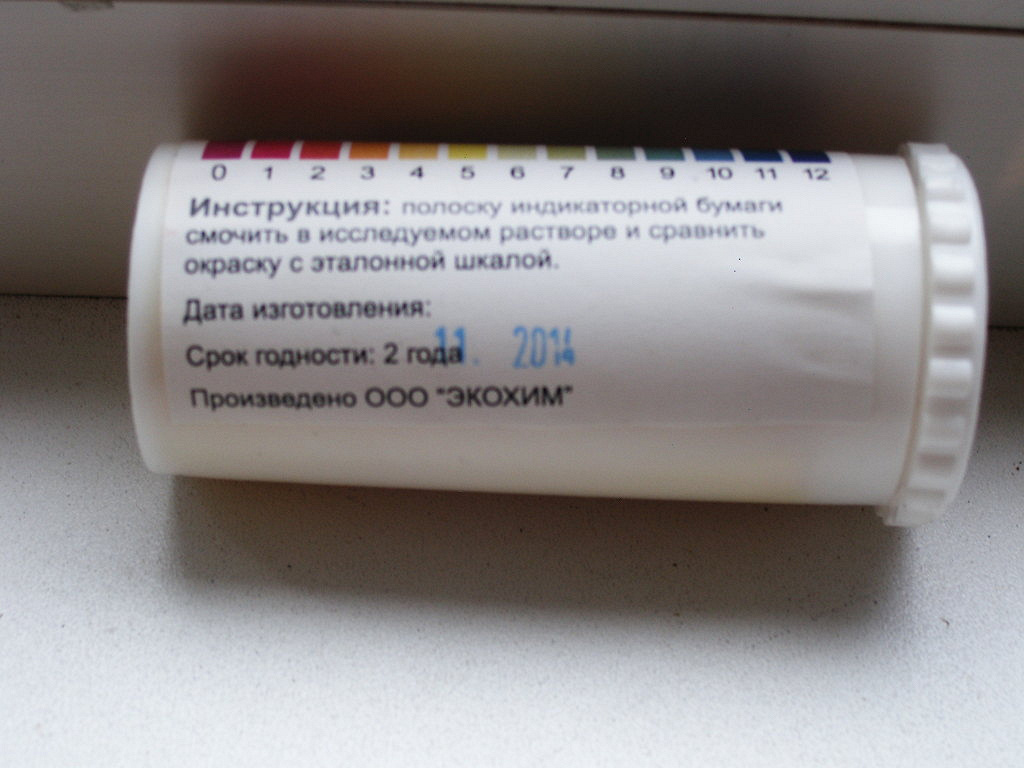 0 1 2 3 4 5 6 7 8 9 10 11 12
Инструкция: полоску индикаторной бумаги
смочить в исследуемом растворе и сравнить
окраску с эталонной шкалой.
Дата изготовления:
11. 2014
Срок годности: 2 года
Произведено ООО "ЭКОХИМ"